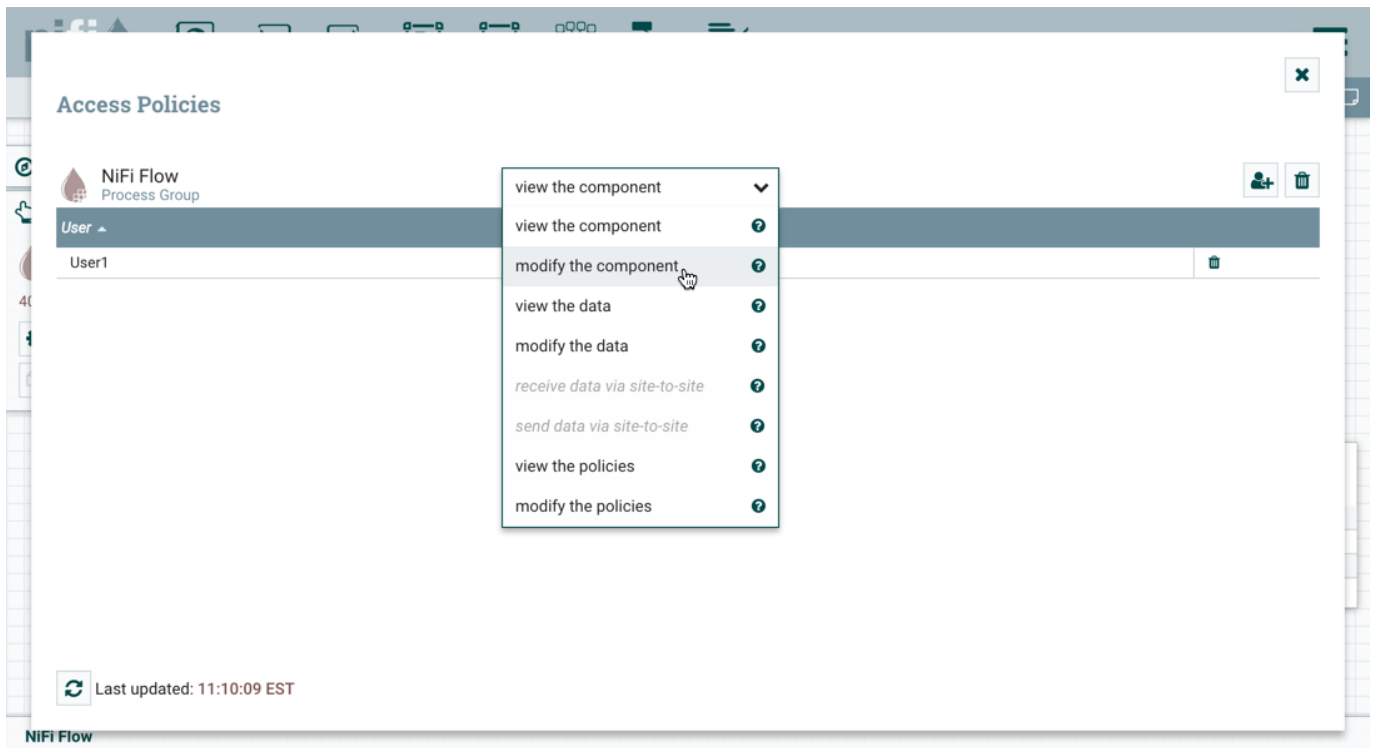 Access Policies
NiFi Flow
Process Group
view the component
User
view the component
User1
modify the component
view the data
modify the data
receive data via site-to-site
send data via site-to-site
view the policies
modify the policies
Last updated: 11:10:09 EST
NiFi Flow